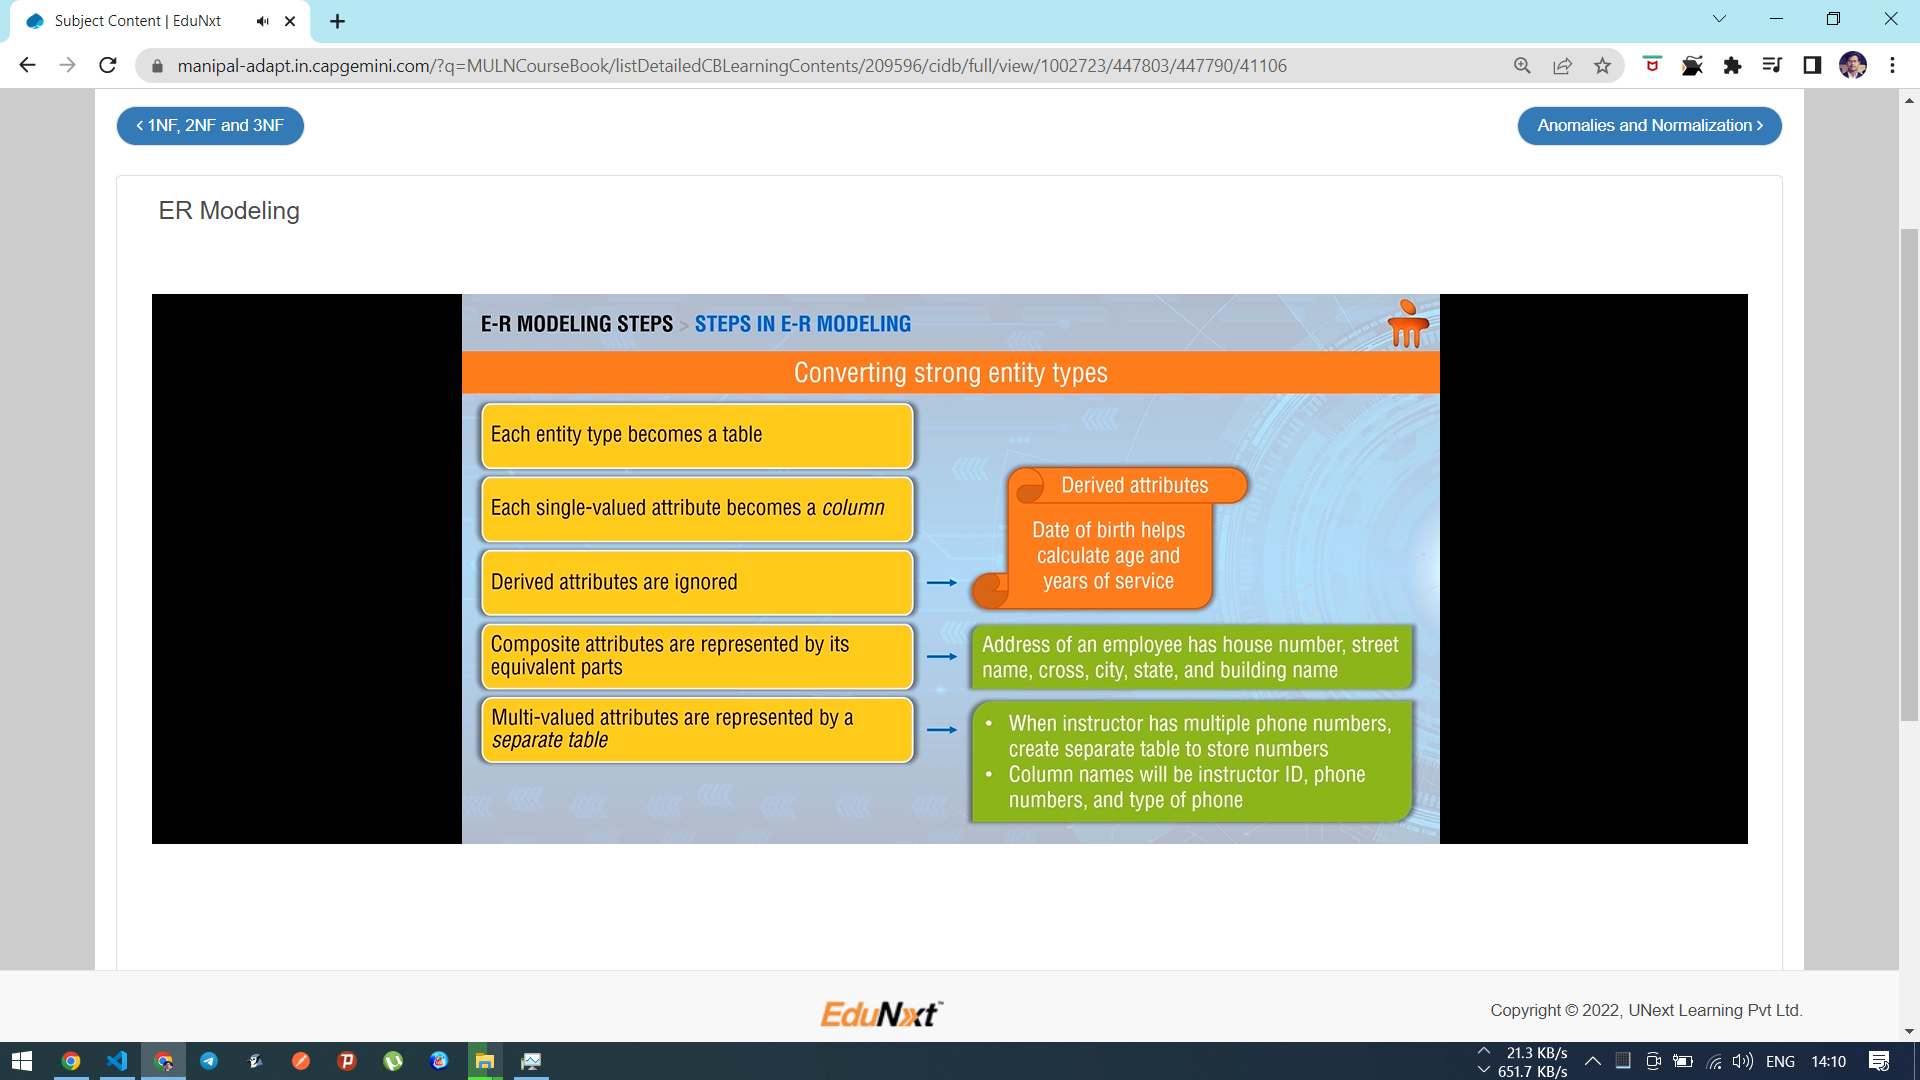 Subject Content | EduNxt
manipal-adapt.in.capgemini.com/?q=MULNCourseBook/listDetailedCBLearningContents/209596/cidb/full/view/1002723/447803/447790/41106
< 1NF, 2NF and 3NF
Anomalies and Normalization >
ER Modeling
E-R MODELING STEPS > STEPS IN E-R MODELING
Converting strong entity types
Each entity type becomes a table
Each single-valued attribute becomes a column
Derived attributes
Date of birth helps
calculate age and
years of service
Derived attributes are ignored
Composite attributes are represented by its
equivalent parts
Address of an employee has house number, street
name, cross, city, state, and building name
Multi-valued attributes are represented by a
separate table
• When instructor has multiple phone numbers,
create separate table to store numbers
• Column names will be instructor ID, phone
numbers, and type of phone
EduNxt™
Copyright © 2022, UNext Learning Pvt Ltd.
21.3 KB/s
651.7 KB/s
ENG
14:10